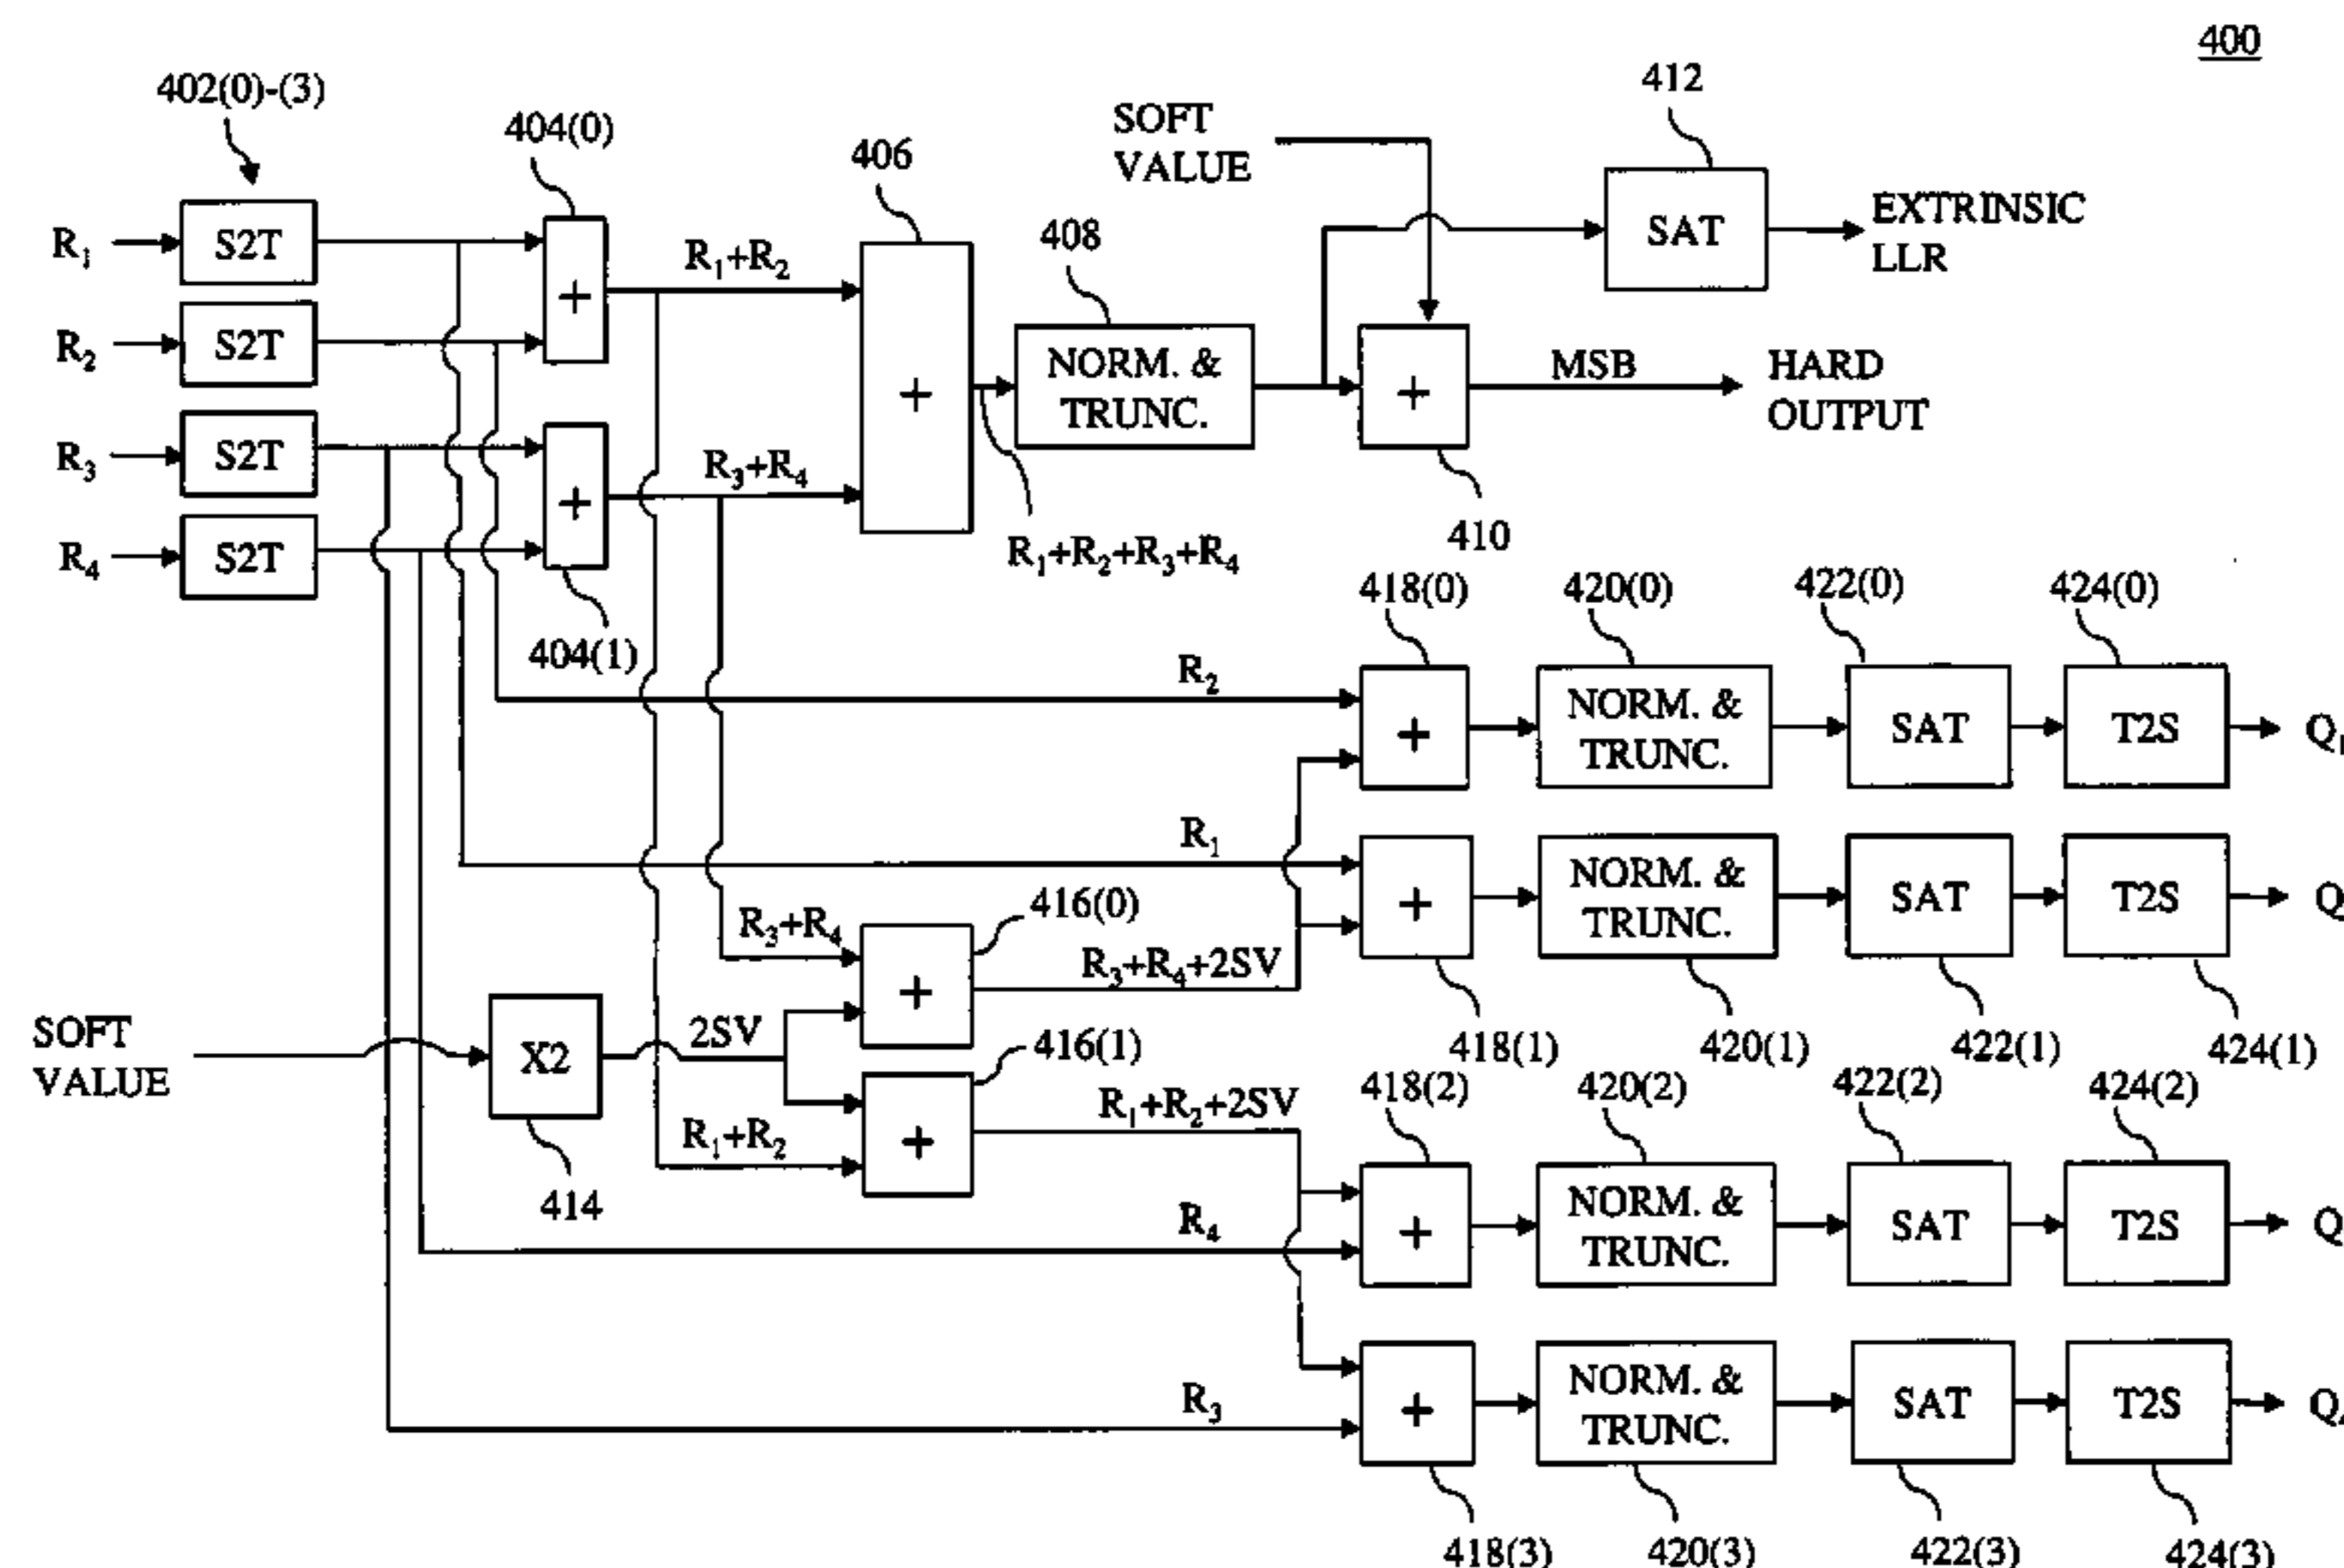 400
402(0)-(3)
404(0)
406
408
SOFT
VALUE
412
R₁
S2T
R₂
S2T
R₃
S2T
R₄
S2T
+
R₁+R₂
+
R₃+R₄
404(1)
+
R₁+R₂+R₃+R₄
NORM. &
TRUNC.
+
410
SAT
EXTRINSIC
LLR
MSB
HARD
OUTPUT
418(0)
420(0)
422(0)
424(0)
R₂
+
NORM. &
TRUNC.
SAT
T2S
Q₁
R₁
+
NORM. &
TRUNC.
SAT
T2S
Q
418(1)
420(1)
422(1)
424(1)
R₃+R₄
416(0)
+
R₃+R₄+2SV
SOFT
VALUE
X2
414
2SV
416(1)
R₁+R₂
+
R₁+R₂+2SV
418(2)
420(2)
422(2)
424(2)
R₄
+
NORM. &
TRUNC.
SAT
T2S
Q
R₃
+
NORM. &
TRUNC.
SAT
T2S
Q
418(3)
420(3)
422(3)
424(3)